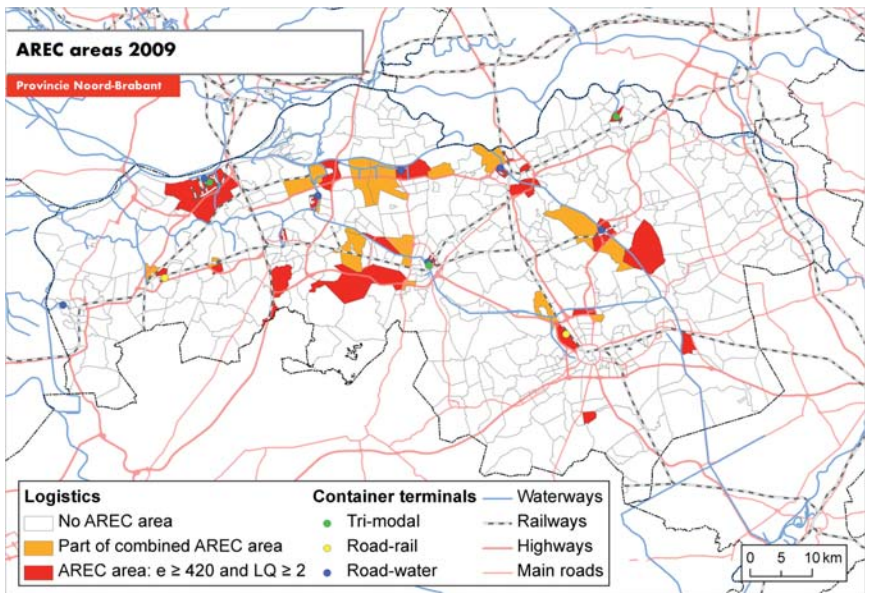 AREC areas 2009
Provincie Noord-Brabant
Logistics
No AREC area
Part of combined AREC area
AREC area: e ≥ 420 and LQ ≥ 2
Container terminals
Tri-modal
Road-rail
Road-water
Waterways
Railways
Highways
Main roads
0 5 10 km